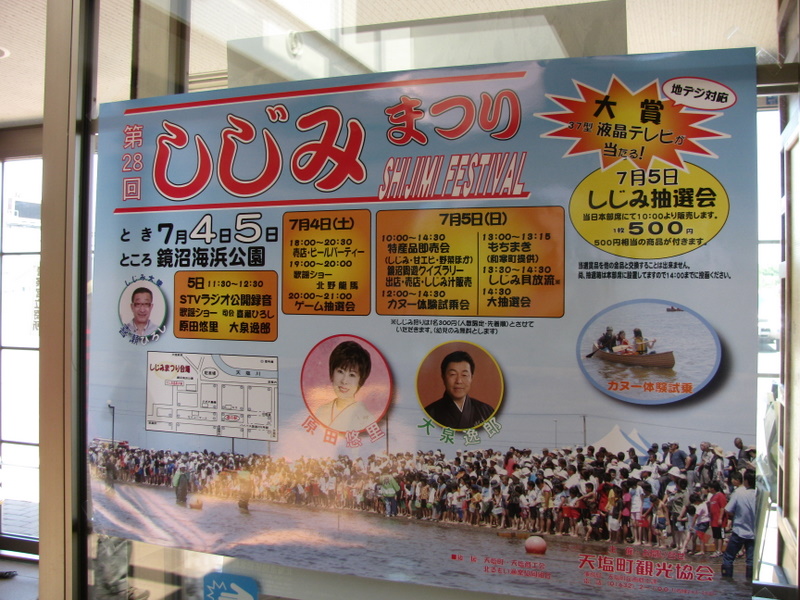 第28回
しじみまつり
SHIJIMI FESTIVAL
地デジ対応
大賞
37型 液晶テレビが
当たる!
7月5日
しじみ抽選会
当日本部席にて10:00より販売します。
1枚 500円
500円相当の商品が付きます。
とき 7月4日5日
ところ 鏡沼海浜公園
7月4日(土)
18:00～20:30
売店・ビールパーティー
19:00～20:00
歌謡ショー
北野龍馬
20:00～21:00
ゲーム抽選会
7月5日(日)
10:00～14:30
特産品即売会
(しじみ・甘エビ・野菜ほか)
鏡沼周遊クイズラリー
出店・売店・しじみ汁販売
12:00～14:30
カヌー体験試乗会
13:00～13:15
もちまき
(和寒町提供)
13:30～14:30
しじみ貝放流
14:30
大抽選会
5日 11:30～12:30
STVラジオ公開録音
歌謡ショー
原田悠里 大泉逸郎
しじみまつり会場
天塩川
原田悠里
大泉逸郎
カヌー体験試乗
天塩町観光協会